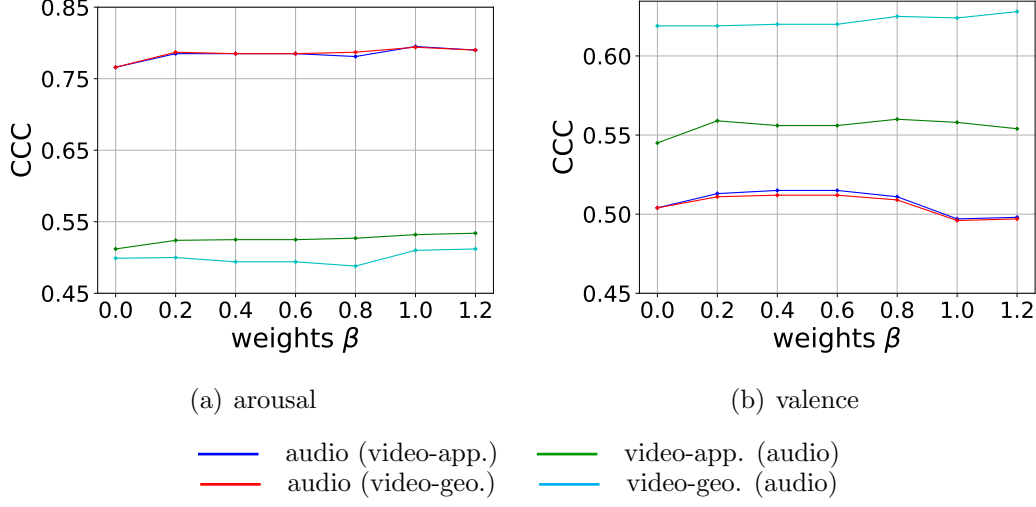 0.85
0.75
0.65
0.55
0.45
CCC
0.0 0.2 0.4 0.6 0.8 1.0 1.2
weights β
(a) arousal
0.60
0.55
0.50
0.45
CCC
0.0 0.2 0.4 0.6 0.8 1.0 1.2
weights β
(b) valence
audio (video-app.)
video-app. (audio)
audio (video-geo.)
video-geo. (audio)